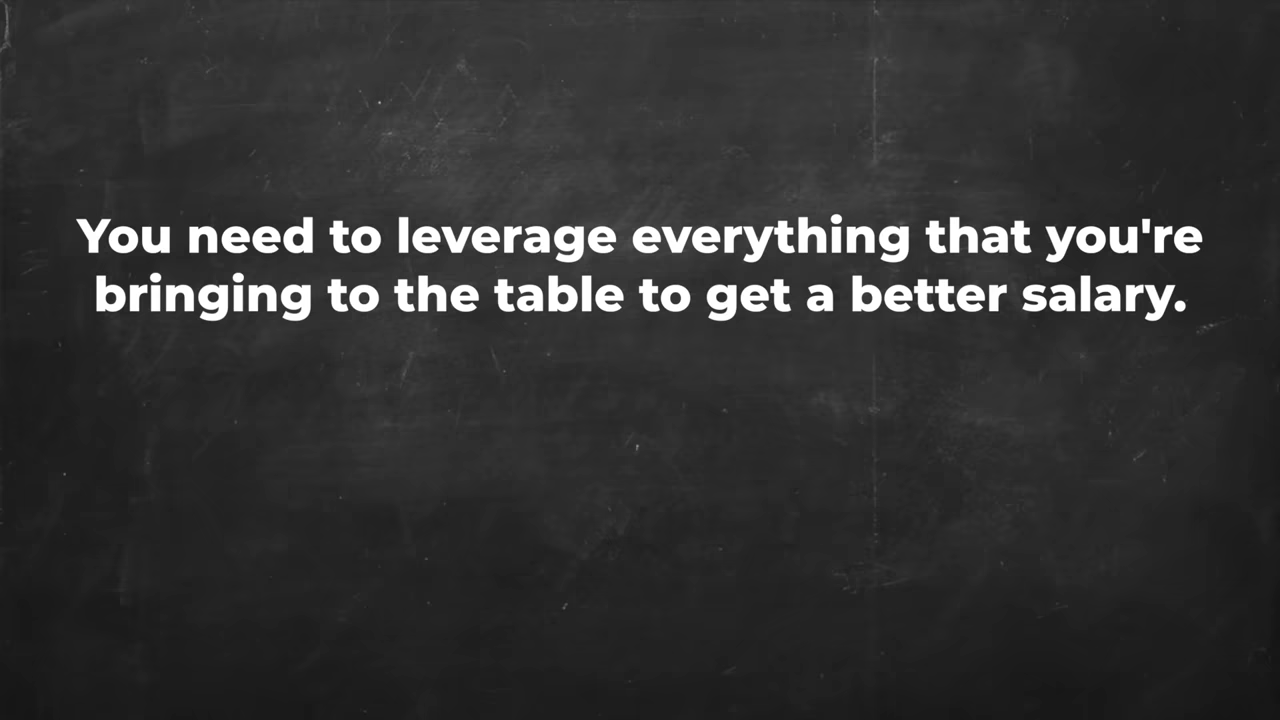 You need to leverage everything that you're
bringing to the table to get a better salary.